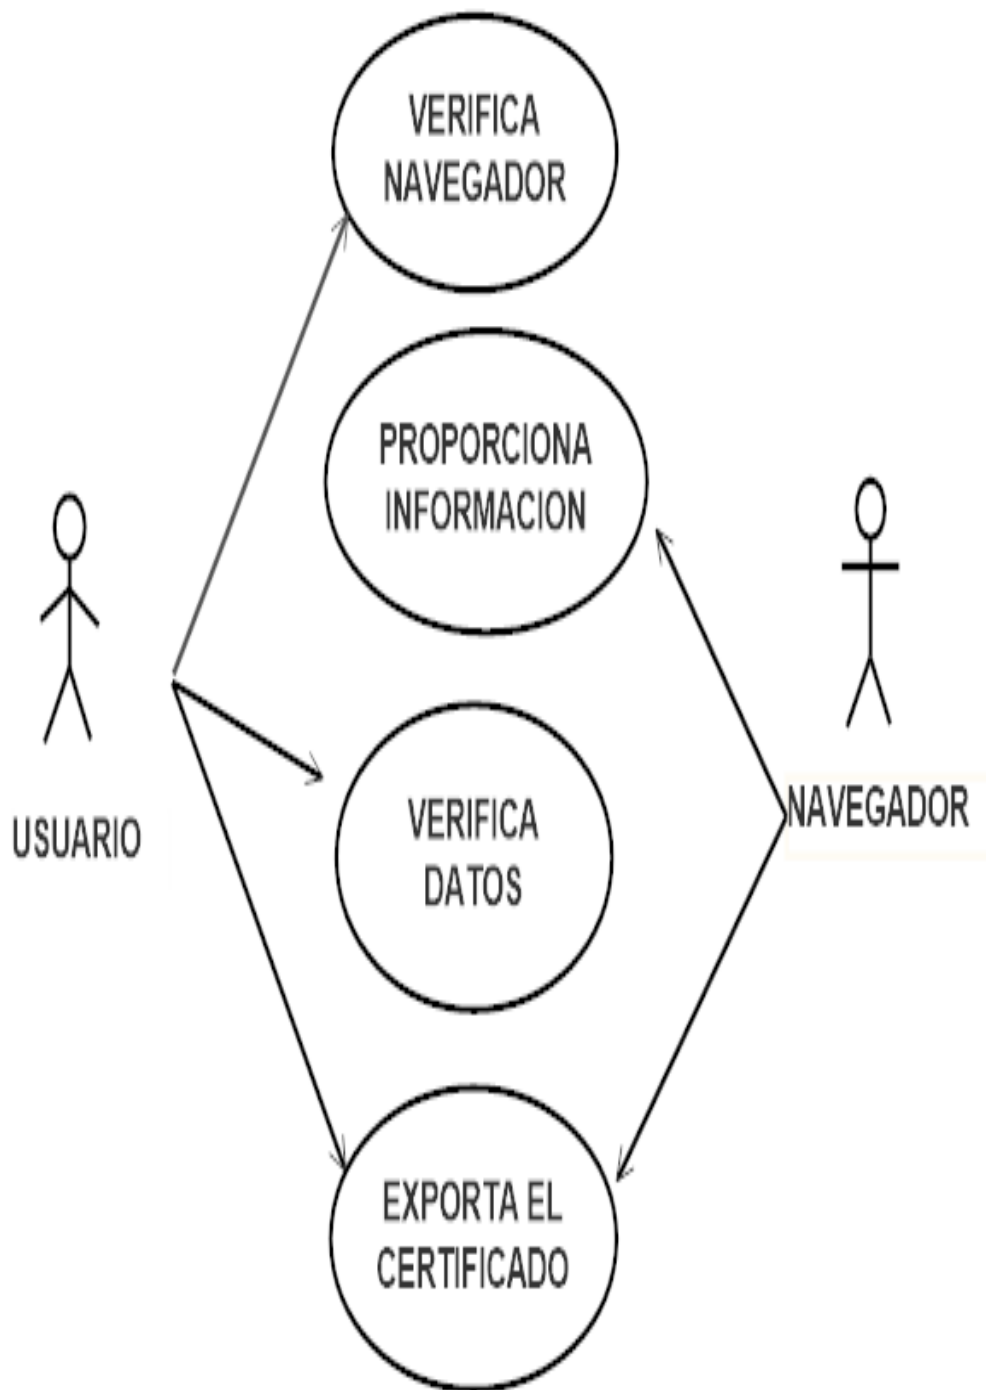 VERIFICA
NAVEGADOR
PROPORCIONA
INFORMACION
USUARIO
NAVEGADOR
VERIFICA
DATOS
EXPORTA EL
CERTIFICADO